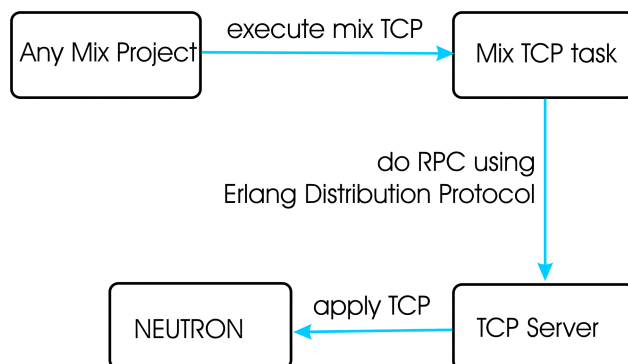 execute mix TCP
Any Mix Project
Mix TCP task
do RPC using
Erlang Distribution Protocol
apply TCP
NEUTRON
TCP Server